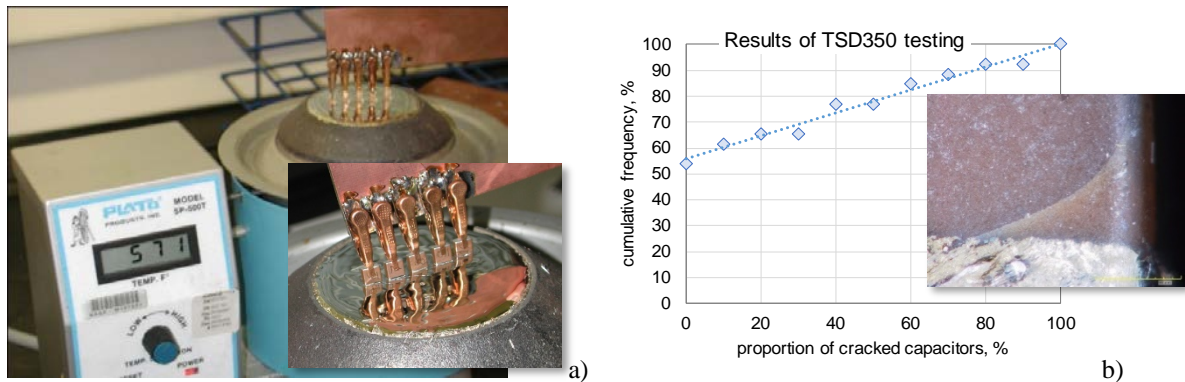 PLATO
PRODUCTS, INC.
MODEL
SP-500T
571
TEMP. F°
LOW
HIGH
TEMP.
ON
POWER
START
a)
Results of TSD350 testing
cumulative frequency, %
100
90
80
70
60
50
40
30
20
10
0
0 20 40 60 80 100
proportion of cracked capacitors, %
b)